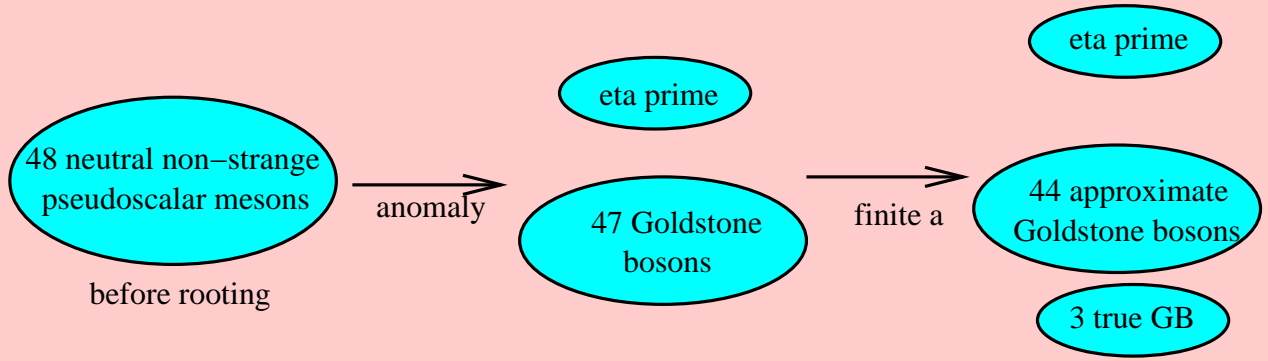 48 neutral non−strange
pseudoscalar mesons
before rooting
anomaly
eta prime
47 Goldstone
bosons
finite a
eta prime
44 approximate
Goldstone bosons
3 true GB